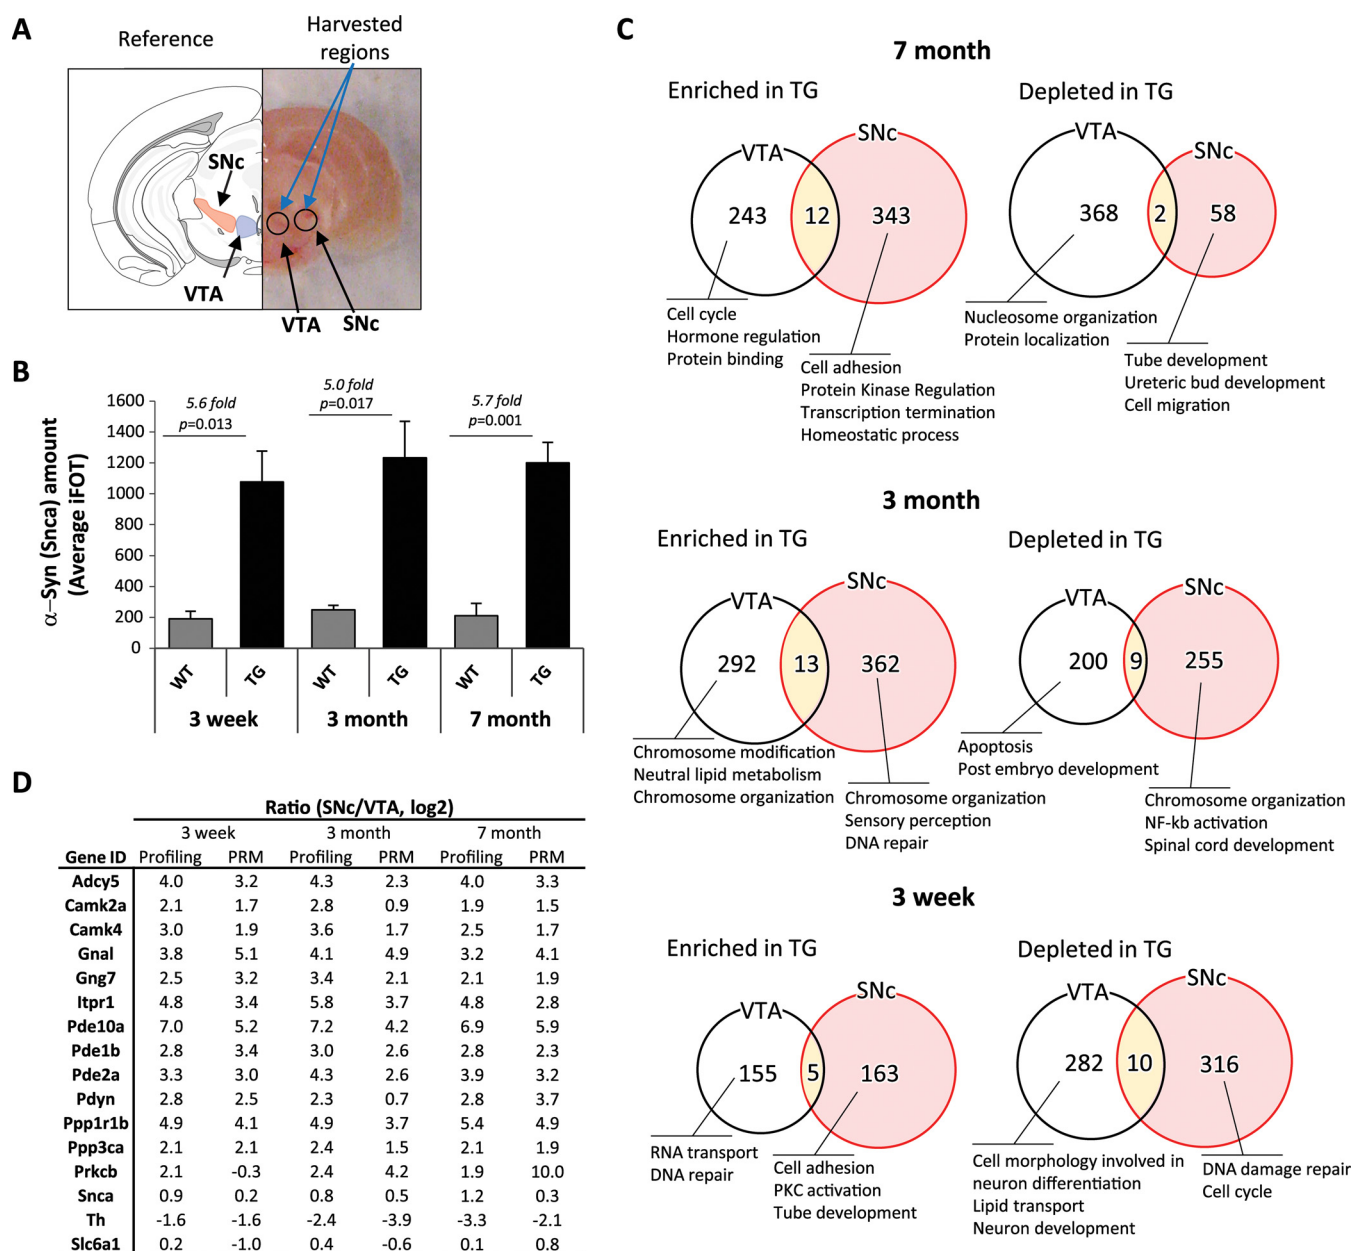 A
Reference
Harvested
regions
SNc
VTA
VTA
SNc
B
α–Syn (Snca) amount
(Average iFOT)
1600
1400
1200
1000
800
600
400
200
0
5.6 fold
p=0.013
5.0 fold
p=0.017
5.7 fold
p=0.001
WT
TG
WT
TG
WT
TG
3 week
3 month
7 month
C
7 month
Enriched in TG
VTA
SNc
243
12
343
Cell cycle
Hormone regulation
Protein binding
Cell adhesion
Protein Kinase Regulation
Transcription termination
Homeostatic process
Depleted in TG
VTA
SNc
368
2
58
Nucleosome organization
Protein localization
Tube development
Ureteric bud development
Cell migration
3 month
Enriched in TG
VTA
SNc
292
13
362
Chromosome modification
Neutral lipid metabolism
Chromosome organization
Chromosome organization
Sensory perception
DNA repair
Depleted in TG
VTA
SNc
200
9
255
Apoptosis
Post embryo development
Chromosome organization
NF-kb activation
Spinal cord development
3 week
Enriched in TG
VTA
SNc
155
5
163
RNA transport
DNA repair
Cell adhesion
PKC activation
Tube development
Depleted in TG
VTA
SNc
282
10
316
Cell morphology involved in
neuron differentiation
Lipid transport
Neuron development
DNA damage repair
Cell cycle
D
Ratio (SNc/VTA, log2)
3 week 3 month 7 month
Gene ID Profiling PRM Profiling PRM Profiling PRM
Adcy5 4.0 3.2 4.3 2.3 4.0 3.3
Camk2a 2.1 1.7 2.8 0.9 1.9 1.5
Camk4 3.0 1.9 3.6 1.7 2.5 1.7
Gnal 3.8 5.1 4.1 4.9 3.2 4.1
Gng7 2.5 3.2 3.4 2.1 2.1 1.9
Itpr1 4.8 3.4 5.8 3.7 4.8 2.8
Pde10a 7.0 5.2 7.2 4.2 6.9 5.9
Pde1b 2.8 3.4 3.0 2.6 2.8 2.3
Pde2a 3.3 3.0 4.3 2.6 3.9 3.2
Pdyn 2.8 2.5 2.3 0.7 2.8 3.7
Ppp1r1b 4.9 4.1 4.9 3.7 5.4 4.9
Ppp3ca 2.1 2.1 2.4 1.5 2.1 1.9
Prkcb 2.1 -0.3 2.4 4.2 1.9 10.0
Snca 0.9 0.2 0.8 0.5 1.2 0.3
Th -1.6 -1.6 -2.4 -3.9 -3.3 -2.1
Slc6a1 0.2 -1.0 0.4 -0.6 0.1 0.8